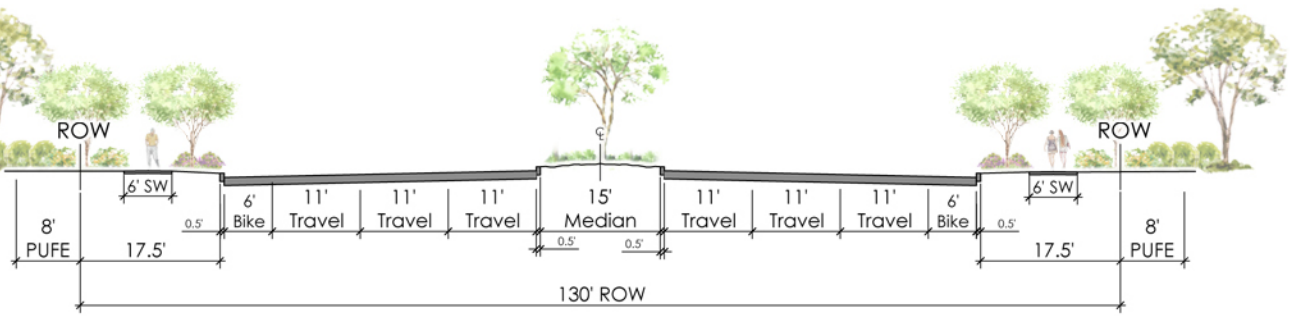 ROW
℄
ROW
6' SW
6' SW
6'
Bike
11'
Travel
11'
Travel
11'
Travel
15'
Median
11'
Travel
11'
Travel
11'
Travel
6'
Bike
0.5'
0.5'
8'
PUFE
17.5'
0.5'
0.5'
17.5'
8'
PUFE
130' ROW